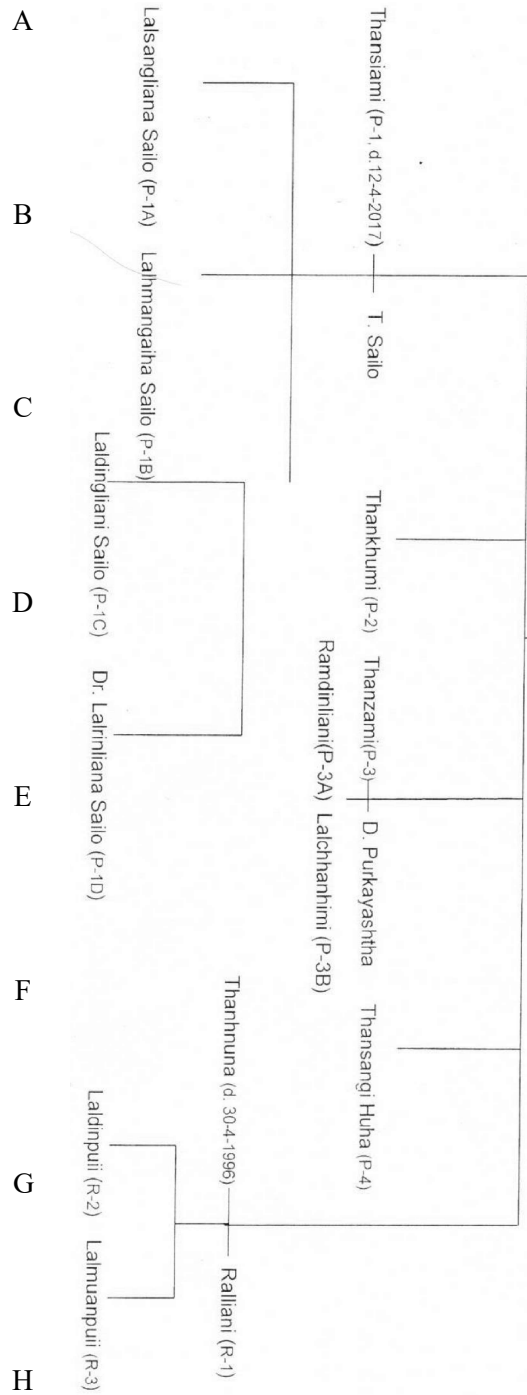 A
B
C
D
E
F
G
H
Thansiami (P-1, d.12-4-2017)
T. Sailo
Thankhumi (P-2)
Thanzami(P-3)
D. Purkayashtha
Thansangi Huha (P-4)
Ramdinliani(P-3A)
Lalchhanhimi (P-3B)
Thanhnuna (d. 30-4-1996)
Ralliani (R-1)
Lalsangliana Sailo (P-1A)
Lalhmangaiha Sailo (P-1B)
Laldingliani Sailo (P-1C)
Dr. Lalrintliana Sailo (P-1D)
Laldinpuii (R-2)
Lalmuanpuii (R-3)